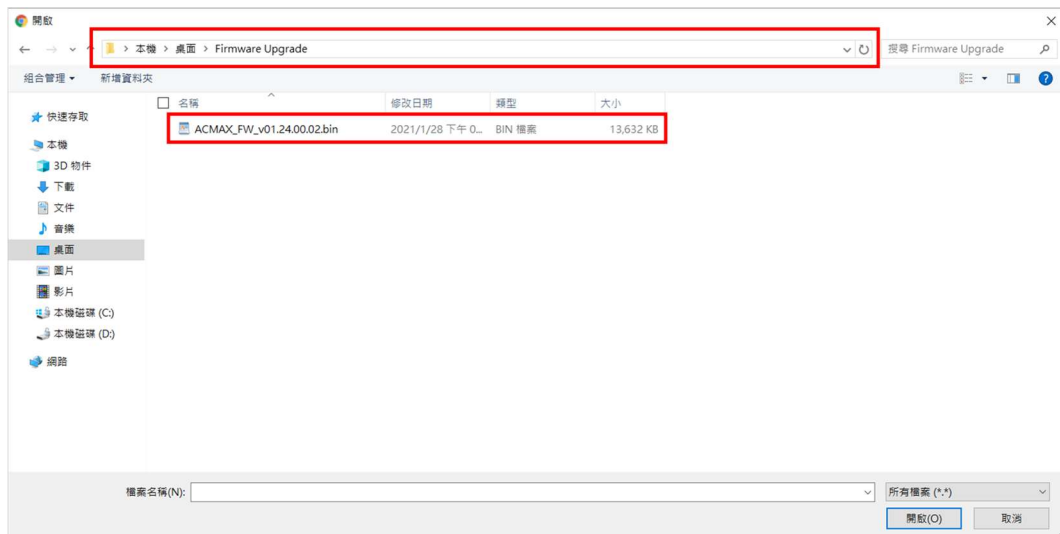 開啟
本機 > 桌面 > Firmware Upgrade
搜尋 Firmware Upgrade
組合管理 新增資料夾
名稱 修改日期 類型 大小
ACMAX_FW_v01.24.00.02.bin 2021/1/28 下午 0... BIN 檔案 13,632 KB
快速存取
本機
3D 物件
下載
文件
音樂
桌面
圖片
影片
本機磁碟 (C:)
本機磁碟 (D:)
網路
檔案名稱(N):
所有檔案 (*.*)
開啟(O) 取消